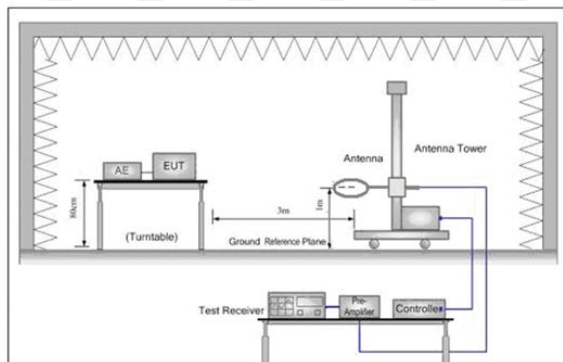 Antenna Tower
Antenna
EUT
AE
80cm
(Turntable)
3m
1m
Ground Reference Plane
Test Receiver
Pre-
Amplifier
Controller